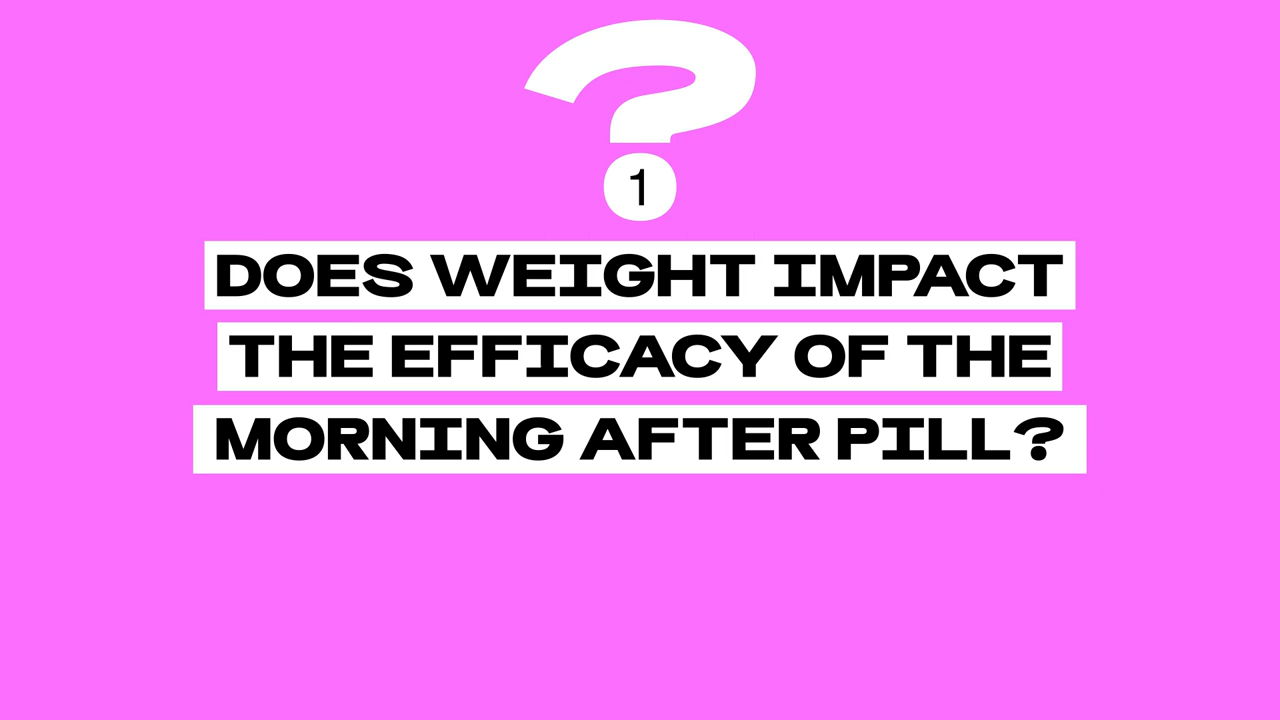 ?
1
DOES WEIGHT IMPACT
THE EFFICACY OF THE
MORNING AFTER PILL?